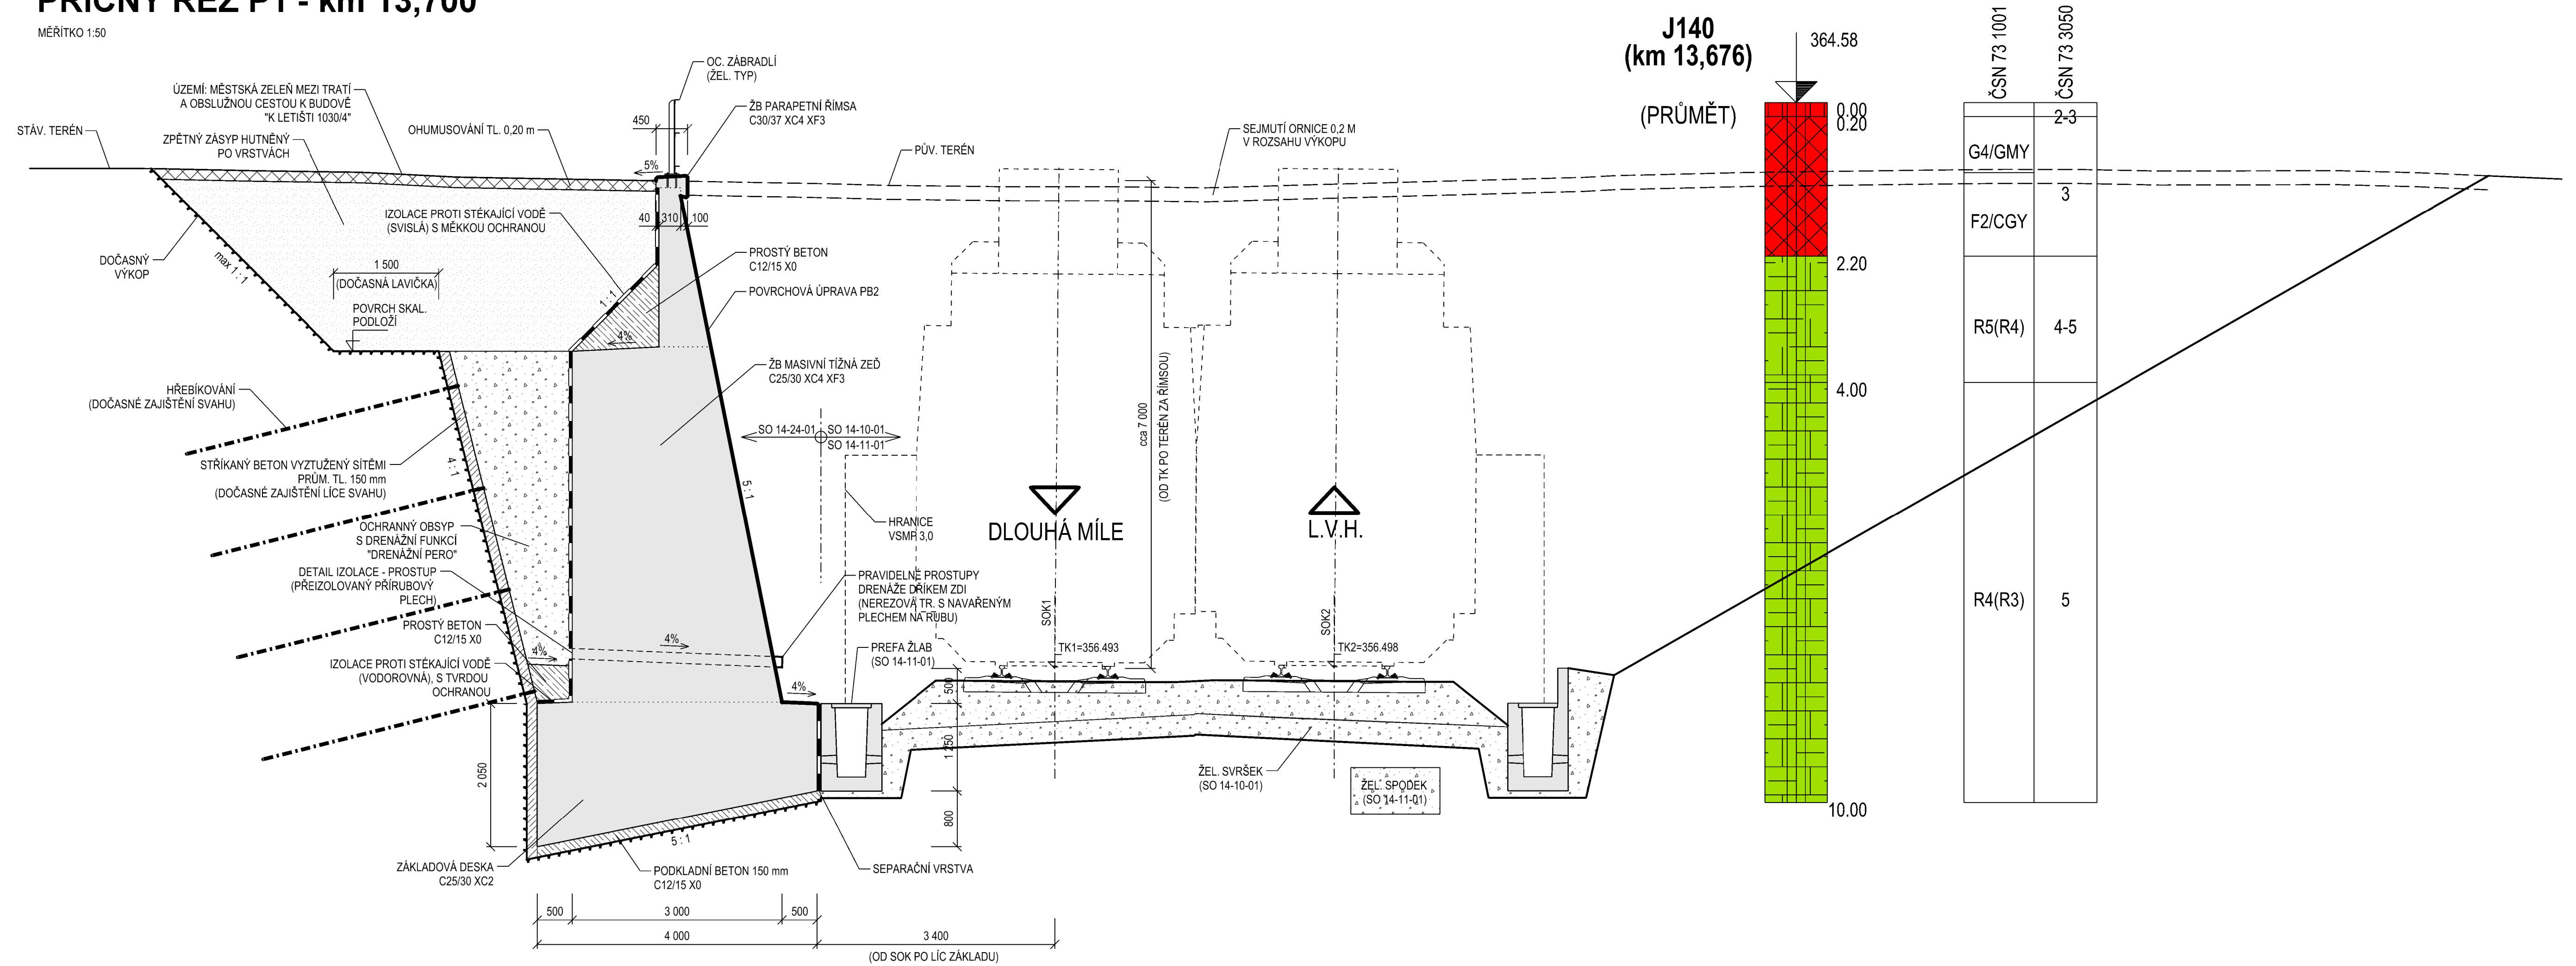 PŘÍČNÝ ŘEZ P1 - km 13,700
MĚŘÍTKO 1:50
OC. ZÁBRADLÍ
(ŽEL. TYP)
ÚZEMÍ: MĚSTSKÁ ZELEŇ MEZI TRATÍ
A OBSLUŽNOU CESTOU K BUDOVĚ
"K LETIŠTI 1030/4"
STÁV. TERÉN
ZPĚTNÝ ZÁSYP HUTNĚNÝ
PO VRSTVÁCH
OHUMUSOVÁNÍ TL. 0,20 m
450
ŽB PARAPETNÍ ŘÍMSA
C30/37 XC4 XF3
5%
PŮV. TERÉN
SEJMUTÍ ORNICE 0,2 M
V ROZSAHU VÝKOPU
IZOLACE PROTI STÉKAJÍCÍ VODĚ
(SVISLÁ) S MĚKKOU OCHRANOU
40
310
100
DOČASNÝ
VÝKOP
max 1: 1
1 500
(DOČASNÁ LAVIČKA)
POVRCH SKAL.
PODLOŽÍ
1:1
4%
PROSTÝ BETON
C12/15 X0
POVRCHOVÁ ÚPRAVA PB2
ŽB MASIVNÍ TÍŽNÁ ZEĎ
C25/30 XC4 XF3
HŘEBÍKOVÁNÍ
(DOČASNÉ ZAJIŠTĚNÍ SVAHU)
SO 14-24-01
SO 14-10-01
SO 14-11-01
cca 7 000
(OD TK PO TERÉN ZA ŘÍMSOU)
STŘÍKANÝ BETON VYZTUŽENÝ SÍTĚMI
PRŮM. TL. 150 mm
(DOČASNÉ ZAJIŠTĚNÍ LÍCE SVAHU)
4:1
5:1
OCHRANNÝ OBSYP
S DRENÁŽNÍ FUNKCÍ
"DRENÁŽNÍ PERO"
HRANICE
VSMP 3,0
DLOUHÁ MÍLE
L.V.H.
DETAIL IZOLACE - PROSTUP
(PŘEIZOLOVANÝ PŘÍRUBOVÝ
PLECH)
PRAVIDELNÉ PROSTUPY
DRENÁŽE DŘÍKEM ZDI
(NEREZOVÁ TR. S NAVAŘENÝM
PLECHEM NA RUBU)
SOK1
SOK2
PROSTÝ BETON
C12/15 X0
4%
4%
PREFA ŽLAB
(SO 14-11-01)
TK1=356.493
TK2=356.498
IZOLACE PROTI STÉKAJÍCÍ VODĚ
(VODOROVNÁ), S TVRDOU
OCHRANOU
4%
500
1 250
800
2 050
ŽEL. SVRŠEK
(SO 14-10-01)
ŽEL. SPODEK
(SO 14-11-01)
5 : 1
ZÁKLADOVÁ DESKA
C25/30 XC2
PODKLADNÍ BETON 150 mm
C12/15 X0
SEPARAČNÍ VRSTVA
500
3 000
500
4 000
3 400
(OD SOK PO LÍC ZÁKLADU)
J140
(km 13,676)
(PRŮMĚT)
364.58
0.00
0.20
2.20
4.00
10.00
ČSN 73 1001
ČSN 73 3050
2-3
G4/GMY
3
F2/CGY
R5(R4)
4-5
R4(R3)
5